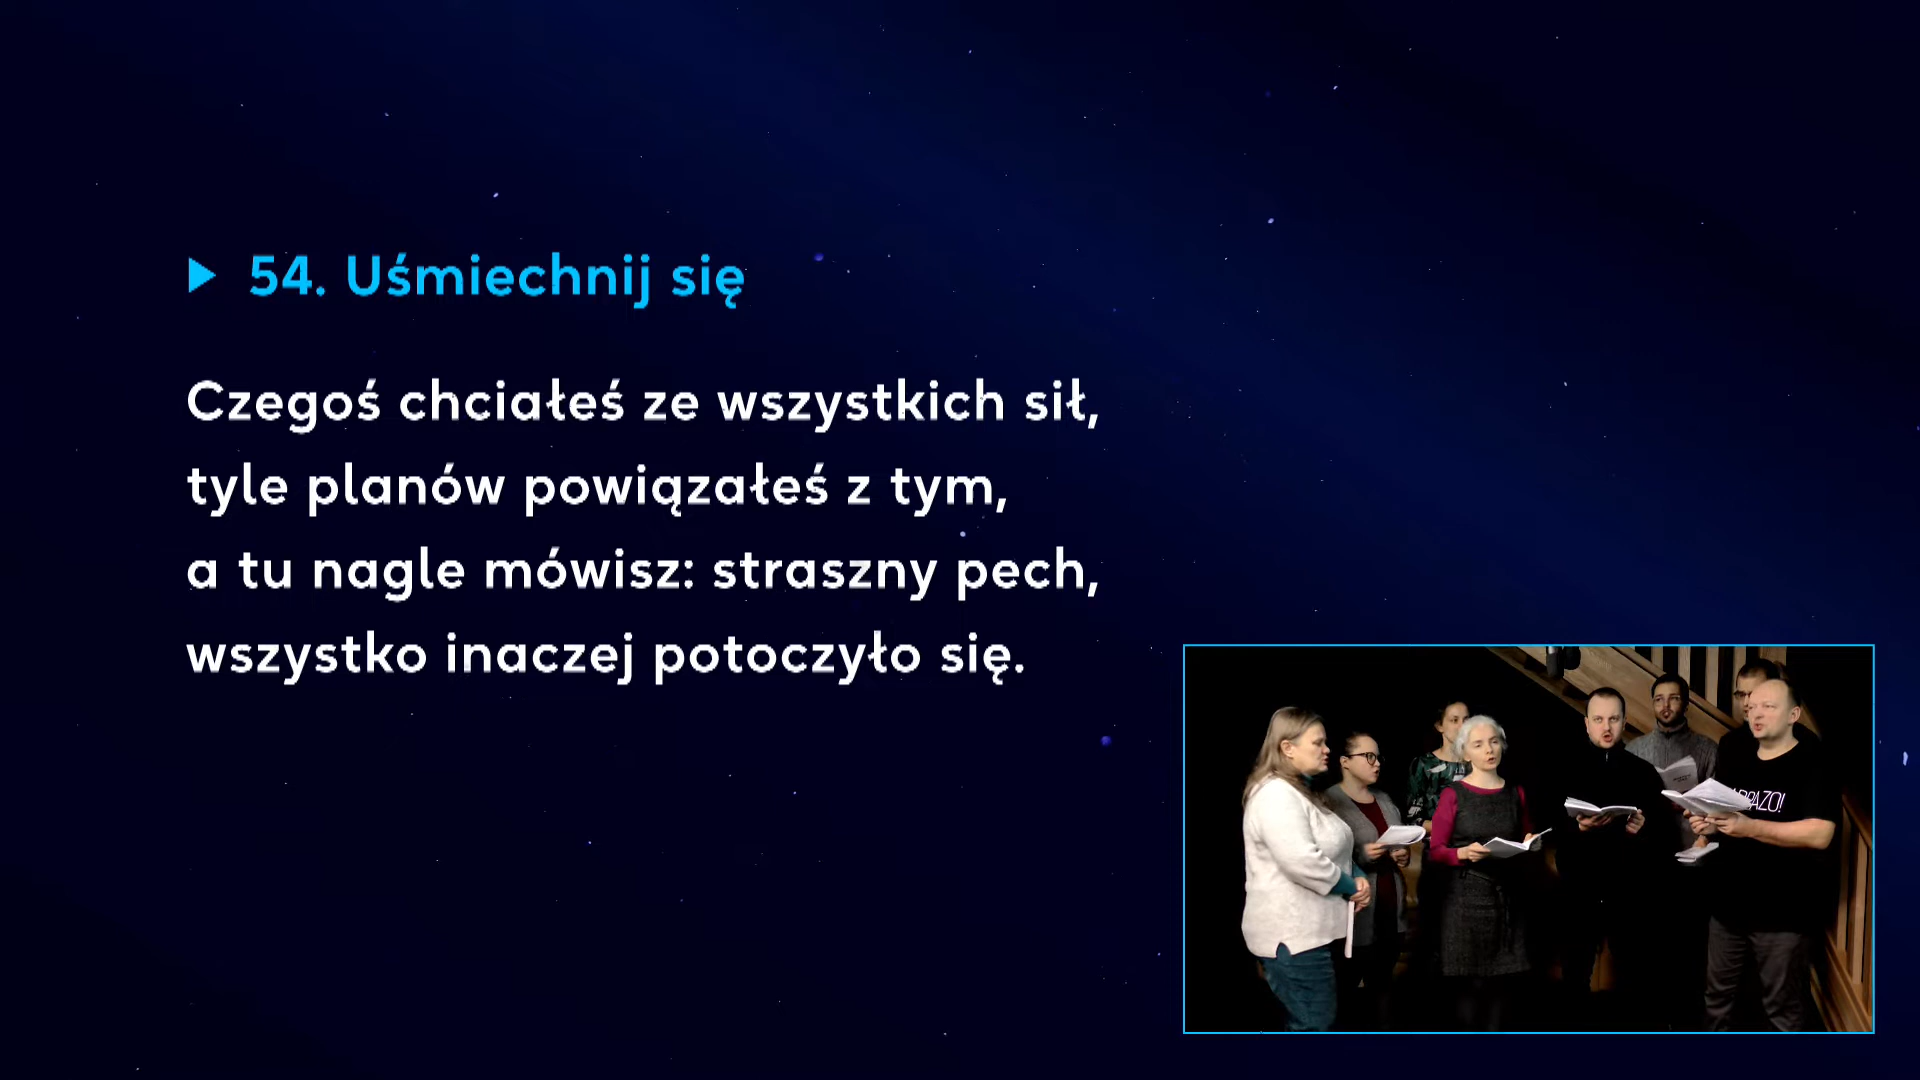 54. Uśmiechnij się
Czegoś chciałeś ze wszystkich sił,
tyle planów powiązałeś z tym,
a tu nagle mówisz: straszny pech,
wszystko inaczej potoczyło się.